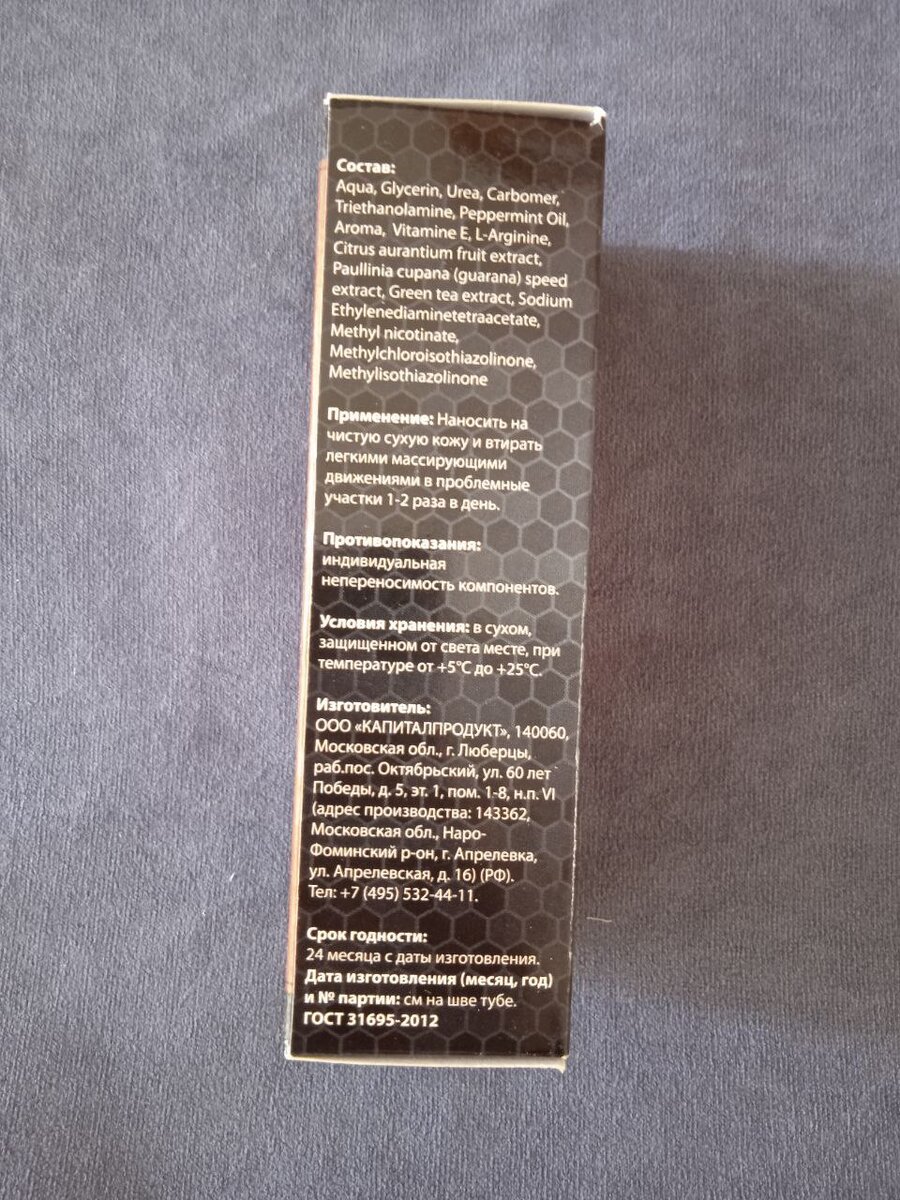 Состав:
Aqua, Glycerin, Urea, Carbomer,
Triethanolamine, Peppermint Oil,
Aroma, Vitamine E, L-Arginine,
Citrus aurantium fruit extract,
Paullinia cupana (guarana) speed
extract, Green tea extract, Sodium
Ethylenediaminetetraacetate,
Methyl nicotinate,
Methylchloroisothiazolinone,
Methylisothiazolinone
Применение: Наносить на
чистую сухую кожу и втирать
легкими массирующими
движениями в проблемные
участки 1-2 раза в день.
Противопоказания:
индивидуальная
непереносимость компонентов.
Условия хранения: в сухом,
защищенном от света месте, при
температуре от +5°C до +25°C.
Изготовитель:
ООО «КАПИТАЛПРОДУКТ», 140060,
Московская обл., г. Люберцы,
раб.пос. Октябрьский, ул. 60 лет
Победы, д. 5, эт. 1, пом. 1-8, н.п. VI
(адрес производства: 143362,
Московская обл., Наро-
Фоминский р-он, г. Апрелевка,
ул. Апрелевская, д. 16) (РФ).
Тел: +7 (495) 532-44-11.
Срок годности:
24 месяца с даты изготовления.
Дата изготовления (месяц, год)
и № партии: см на шве тубе.
ГОСТ 31695-2012